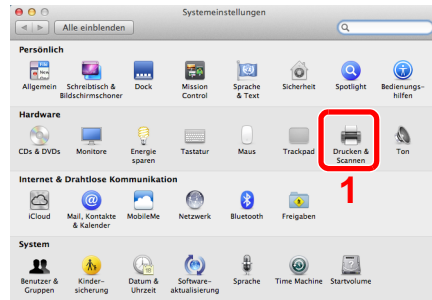 Systemeinstellungen
Alle einblenden
Persönlich
Allgemein Schreibtisch & Bildschirmschoner Dock Mission Control Sprache & Text Sicherheit Spotlight Bedienungs- hilfen
Hardware
CDs & DVDs Monitore Energie sparen Tastatur Maus Trackpad Drucken & Scannen Ton
1
Internet & Drahtlose Kommunikation
iCloud Mail, Kontakte & Kalender MobileMe Netzwerk Bluetooth Freigaben
System
Benutzer & Gruppen Kinder- sicherung Datum & Uhrzeit Software- aktualisierung Sprache Time Machine Startvolume